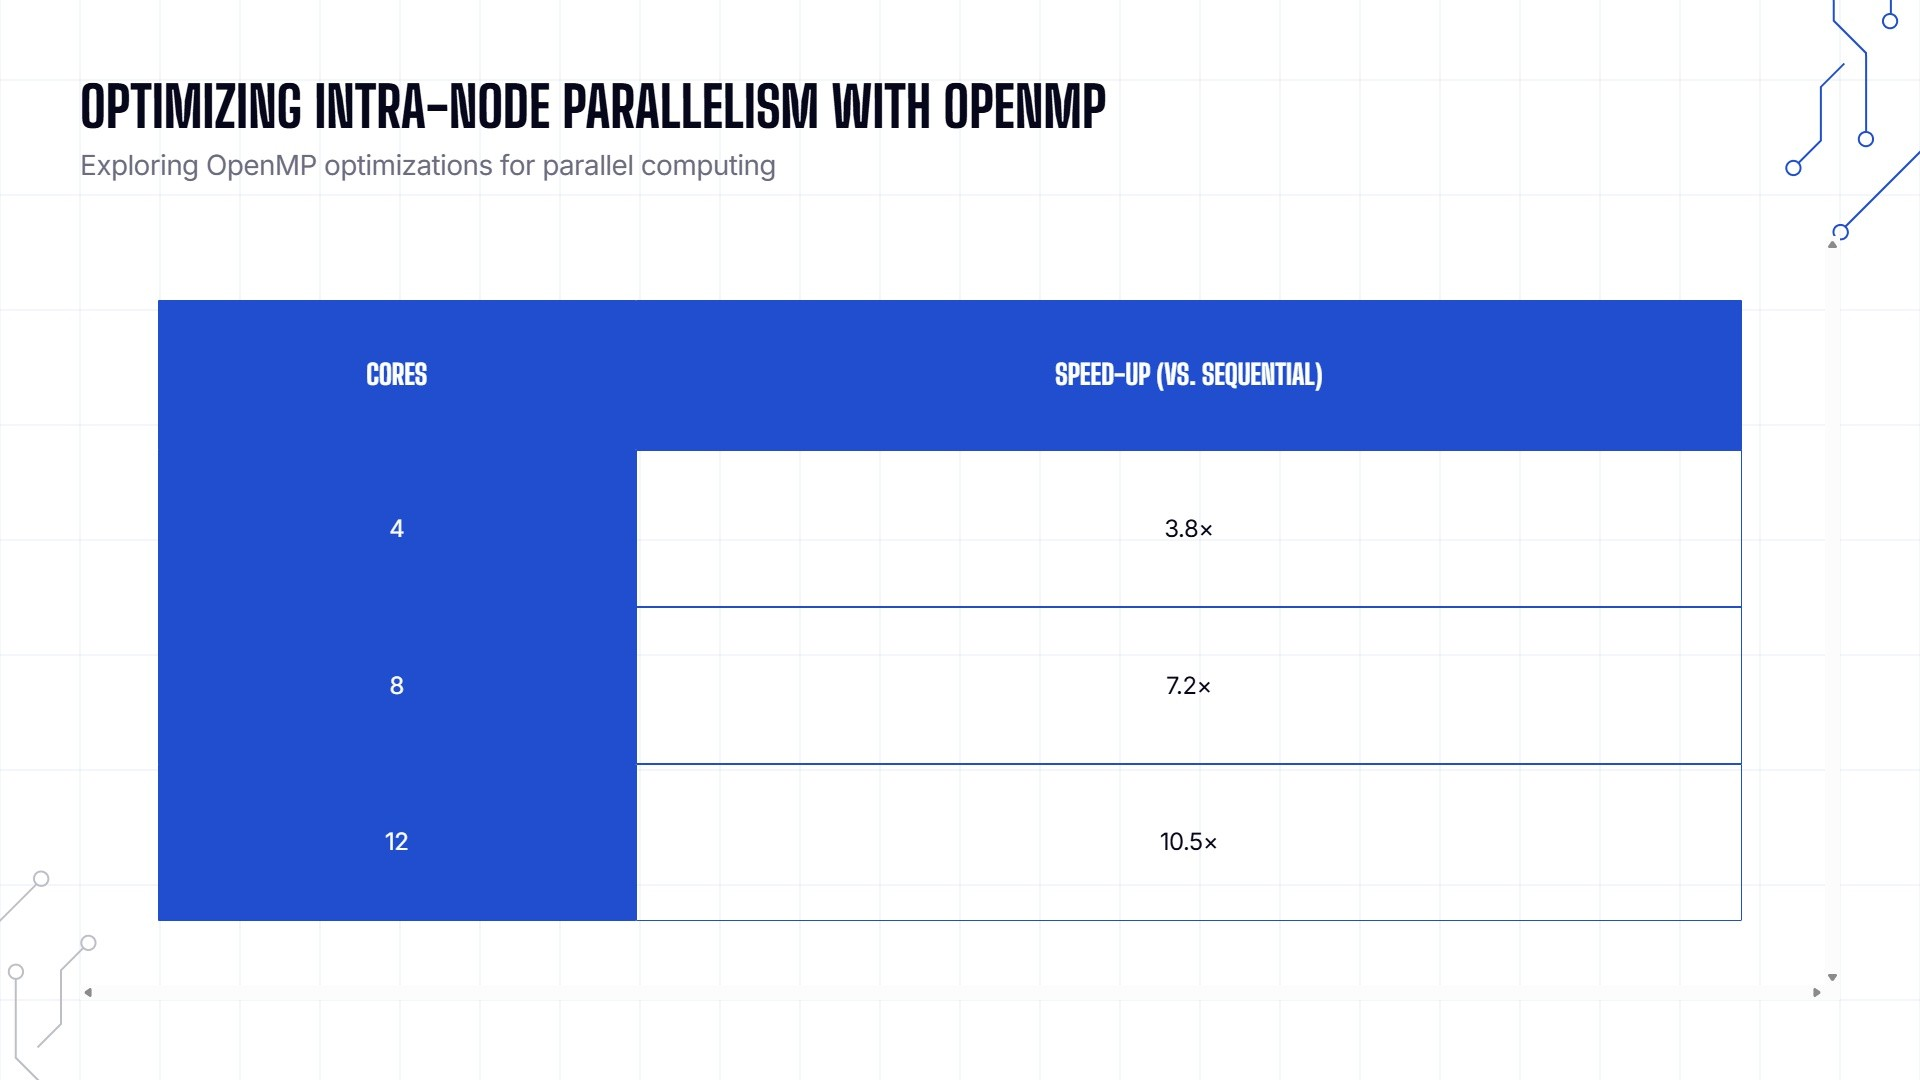 OPTIMIZING INTRA-NODE PARALLELISM WITH OPENMP
Exploring OpenMP optimizations for parallel computing
CORES
SPEED-UP (VS. SEQUENTIAL)
4
3.8×
8
7.2×
12
10.5×